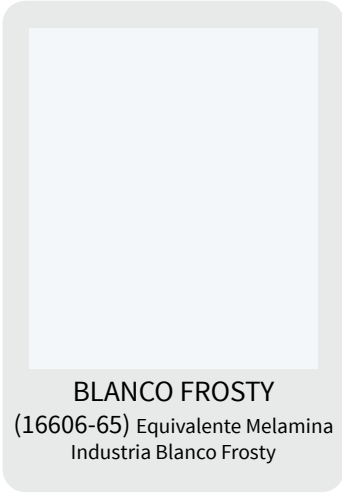 BLANCO FROSTY
(16606-65) Equivalente Melamina
Industria Blanco Frosty